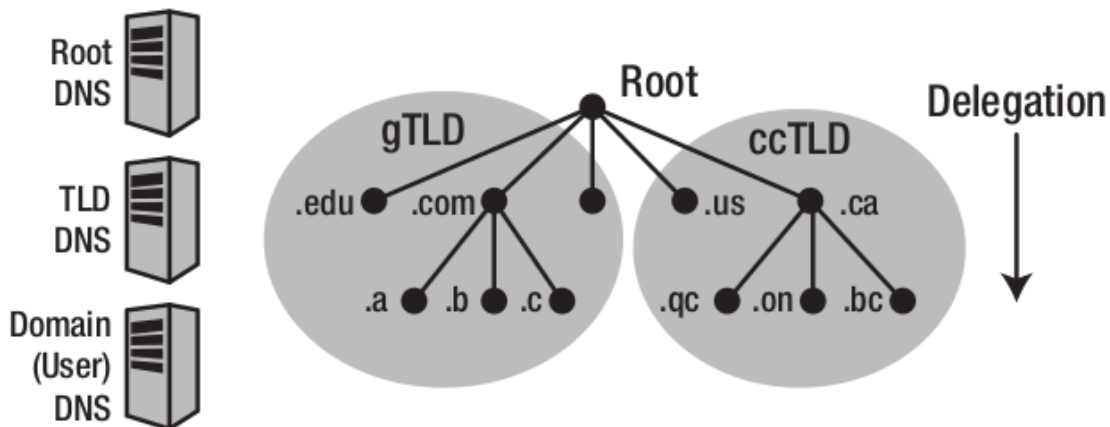 Root
DNS
TLD
DNS
Domain
(User)
DNS
Root
gTLD
ccTLD
Delegation
.edu
.com
.us
.ca
.a
.b
.c
.qc
.on
.bc